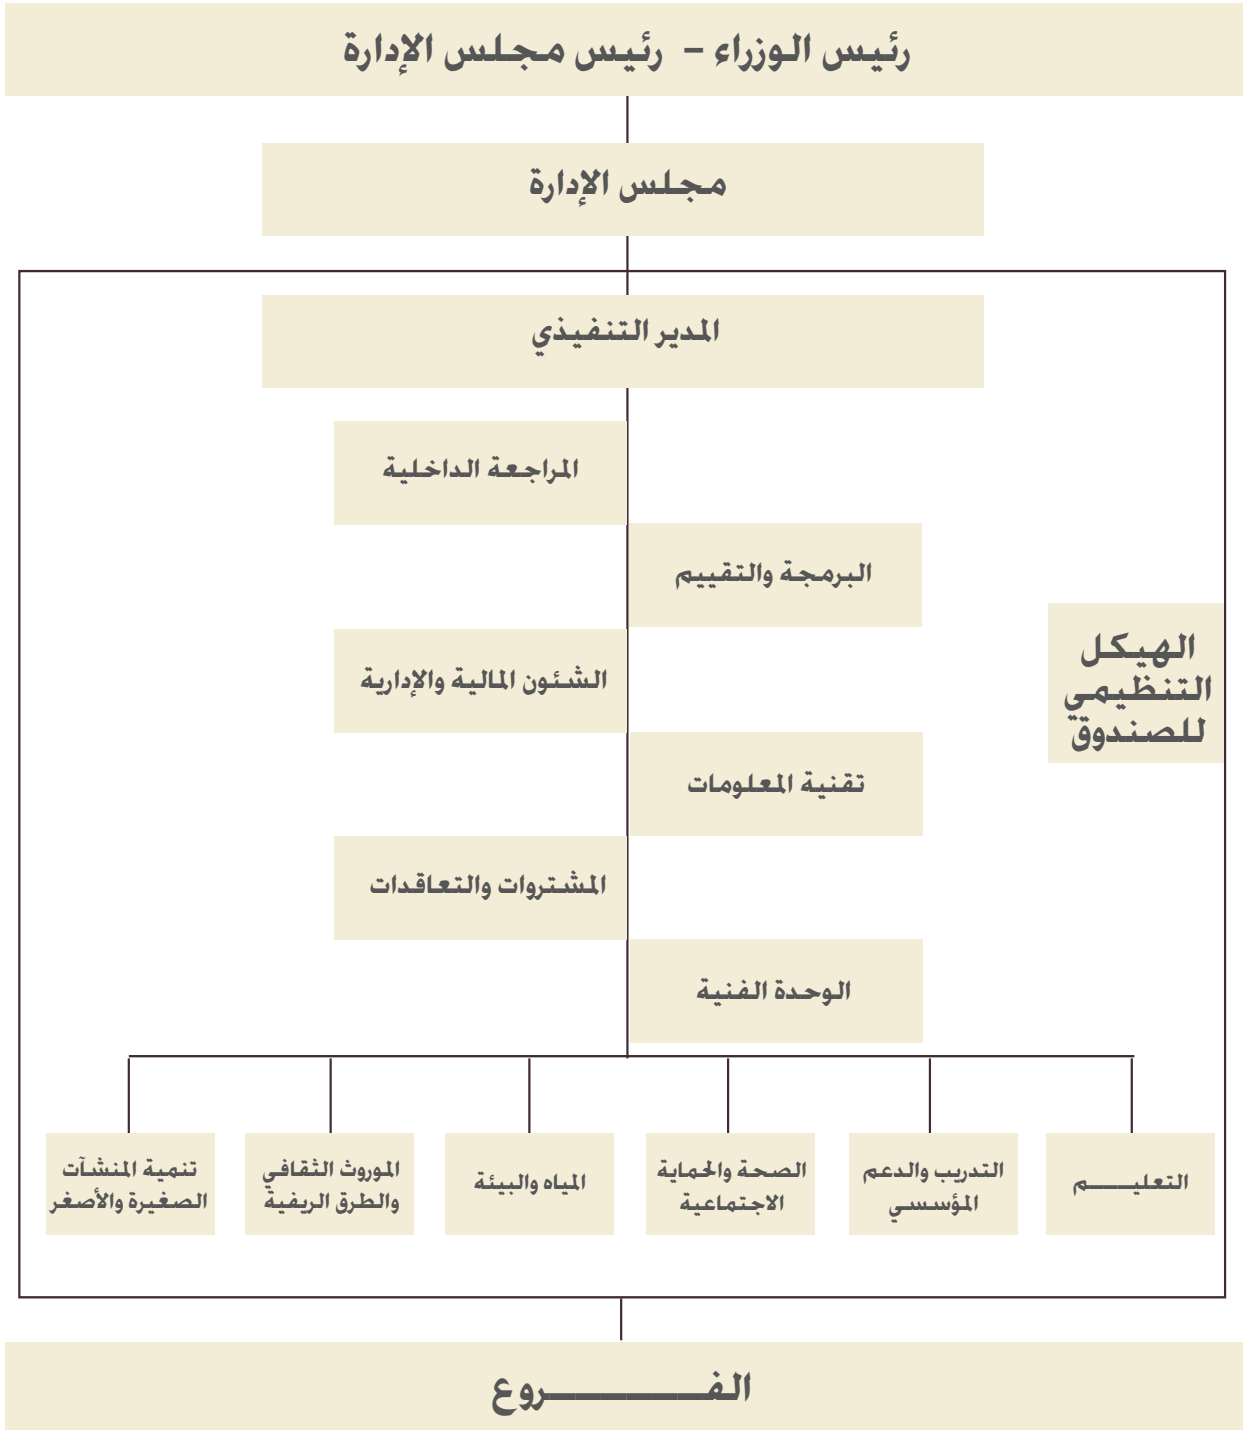 رئيس الوزراء - رئيس مجلس الإدارة
مجلس الإدارة
المدير التنفيذي
المراجعة الداخلية
البرمجة والتقييم
الهيكل
التنظيمي
للصندوق
الشئون المالية والإدارية
تقنية المعلومات
المشتروات والتعاقدات
الوحدة الفنية
التعليـــــم
التدريب والدعم
المؤسسي
الصحة والحماية
الاجتماعية
المياه والبيئة
الموروث الثقافي
والطرق الريفية
تنمية المنشآت
الصغيرة والأصغر
الفـــــــــــروع